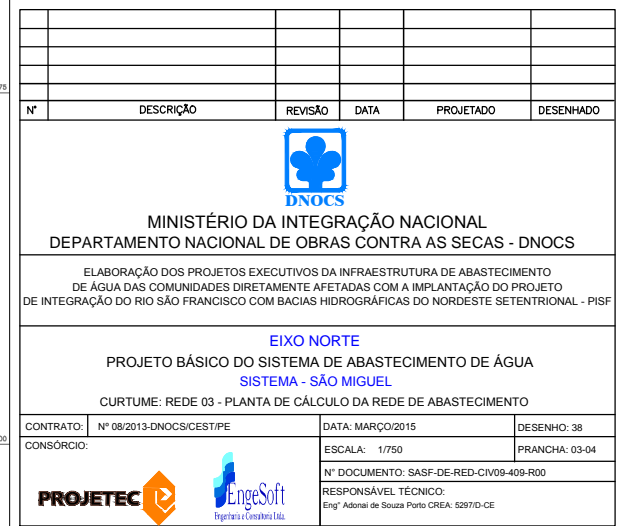 75
N° DESCRIÇÃO REVISÃO DATA PROJETADO DESENHADO
DNOCS
MINISTÉRIO DA INTEGRAÇÃO NACIONAL
DEPARTAMENTO NACIONAL DE OBRAS CONTRA AS SECAS - DNOCS
ELABORAÇÃO DOS PROJETOS EXECUTIVOS DA INFRAESTRUTURA DE ABASTECIMENTO
DE ÁGUA DAS COMUNIDADES DIRETAMENTE AFETADAS COM A IMPLANTAÇÃO DO PROJETO
DE INTEGRAÇÃO DO RIO SÃO FRANCISCO COM BACIAS HIDROGRÁFICAS DO NORDESTE SETENTRIONAL - PISF
EIXO NORTE
PROJETO BÁSICO DO SISTEMA DE ABASTECIMENTO DE ÁGUA
SISTEMA - SÃO MIGUEL
CURTUME: REDE 03 - PLANTA DE CÁLCULO DA REDE DE ABASTECIMENTO
CONTRATO: Nº 08/2013-DNOCS/CEST/PE DATA: MARÇO/2015 DESENHO: 38
00
CONSÓRCIO: ESCALA: 1/750 PRANCHA: 03-04
N° DOCUMENTO: SASF-DE-RED-CIV09-409-R00
RESPONSÁVEL TÉCNICO:
Eng° Adonai de Souza Porto CREA: 5297/D-CE
PROJETEC
EngeSoft
Engenharia e Consultoria Ltda.